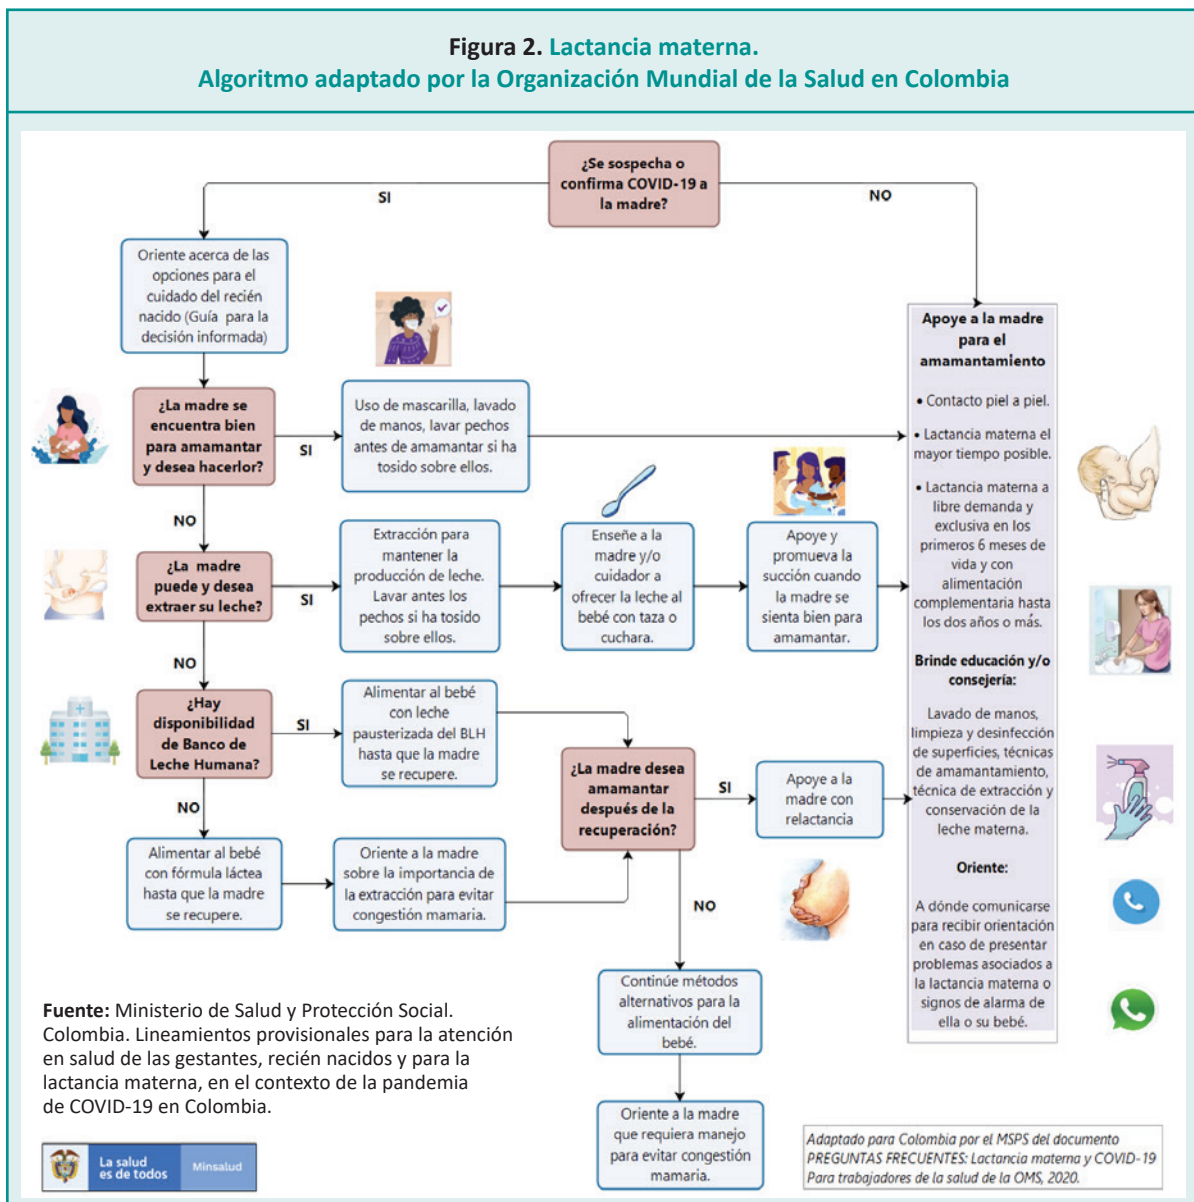 Figura 2. Lactancia materna.
Algoritmo adaptado por la Organización Mundial de la Salud en Colombia
¿Se sospecha o
confirma COVID-19 a
la madre?
SI
NO
Oriente acerca de las
opciones para el
cuidado del recién
nacido (Guía para la
decisión informada)
¿La madre se
encuentra bien
para amamantar
y desea hacerlor?
SI
Uso de mascarilla, lavado
de manos, lavar pechos
antes de amamantar si ha
tosido sobre ellos.
NO
¿La madre
puede y desea
extraer su leche?
SI
Extracción para
mantener la
producción de leche.
Lavar antes los
pechos si ha tosido
sobre ellos.
Enseñe a la
madre y/o
cuidador a
ofrecer la leche al
bebé con taza o
cuchara.
Apoye y
promueva la
succión cuando
la madre se
sienta bien para
amamantar.
NO
¿Hay
disponibilidad
de Banco de
Leche Humana?
SI
Alimentar al bebé
con leche
pausterizada del BLH
hasta que la madre
se recupere.
NO
Alimentar al bebé
con fórmula láctea
hasta que la madre
se recupere.
Oriente a la madre
sobre la importancia de
la extracción para evitar
congestión mamaria.
¿La madre desea
amamantar
después de la
recuperación?
SI
Apoye a la
madre con
relactancia
NO
Continúe métodos
alternativos para la
alimentación del
bebé.
Oriente a la madre
que requiera manejo
para evitar congestión
mamaria.
Apoye a la madre
para el
amamantamiento
• Contacto piel a piel.
• Lactancia materna el
mayor tiempo posible.
• Lactancia materna a
libre demanda y
exclusiva en los
primeros 6 meses de
vida y con
alimentación
complementaria hasta
los dos años o más.
Brinde educación y/o
consejería:
Lavado de manos,
limpieza y desinfección
de superficies, técnicas
de amamantamiento,
técnica de extracción y
conservación de la
leche materna.
Oriente:
A dónde comunicarse
para recibir orientación
en caso de presentar
problemas asociados a
la lactancia materna o
signos de alarma de
ella o su bebé.
Fuente: Ministerio de Salud y Protección Social.
Colombia. Lineamientos provisionales para la atención
en salud de las gestantes, recién nacidos y para la
lactancia materna, en el contexto de la pandemia
de COVID-19 en Colombia.
La salud
es de todos
Minsalud
Adaptado para Colombia por el MSPS del documento
PREGUNTAS FRECUENTES: Lactancia materna y COVID-19
Para trabajadores de la salud de la OMS, 2020.